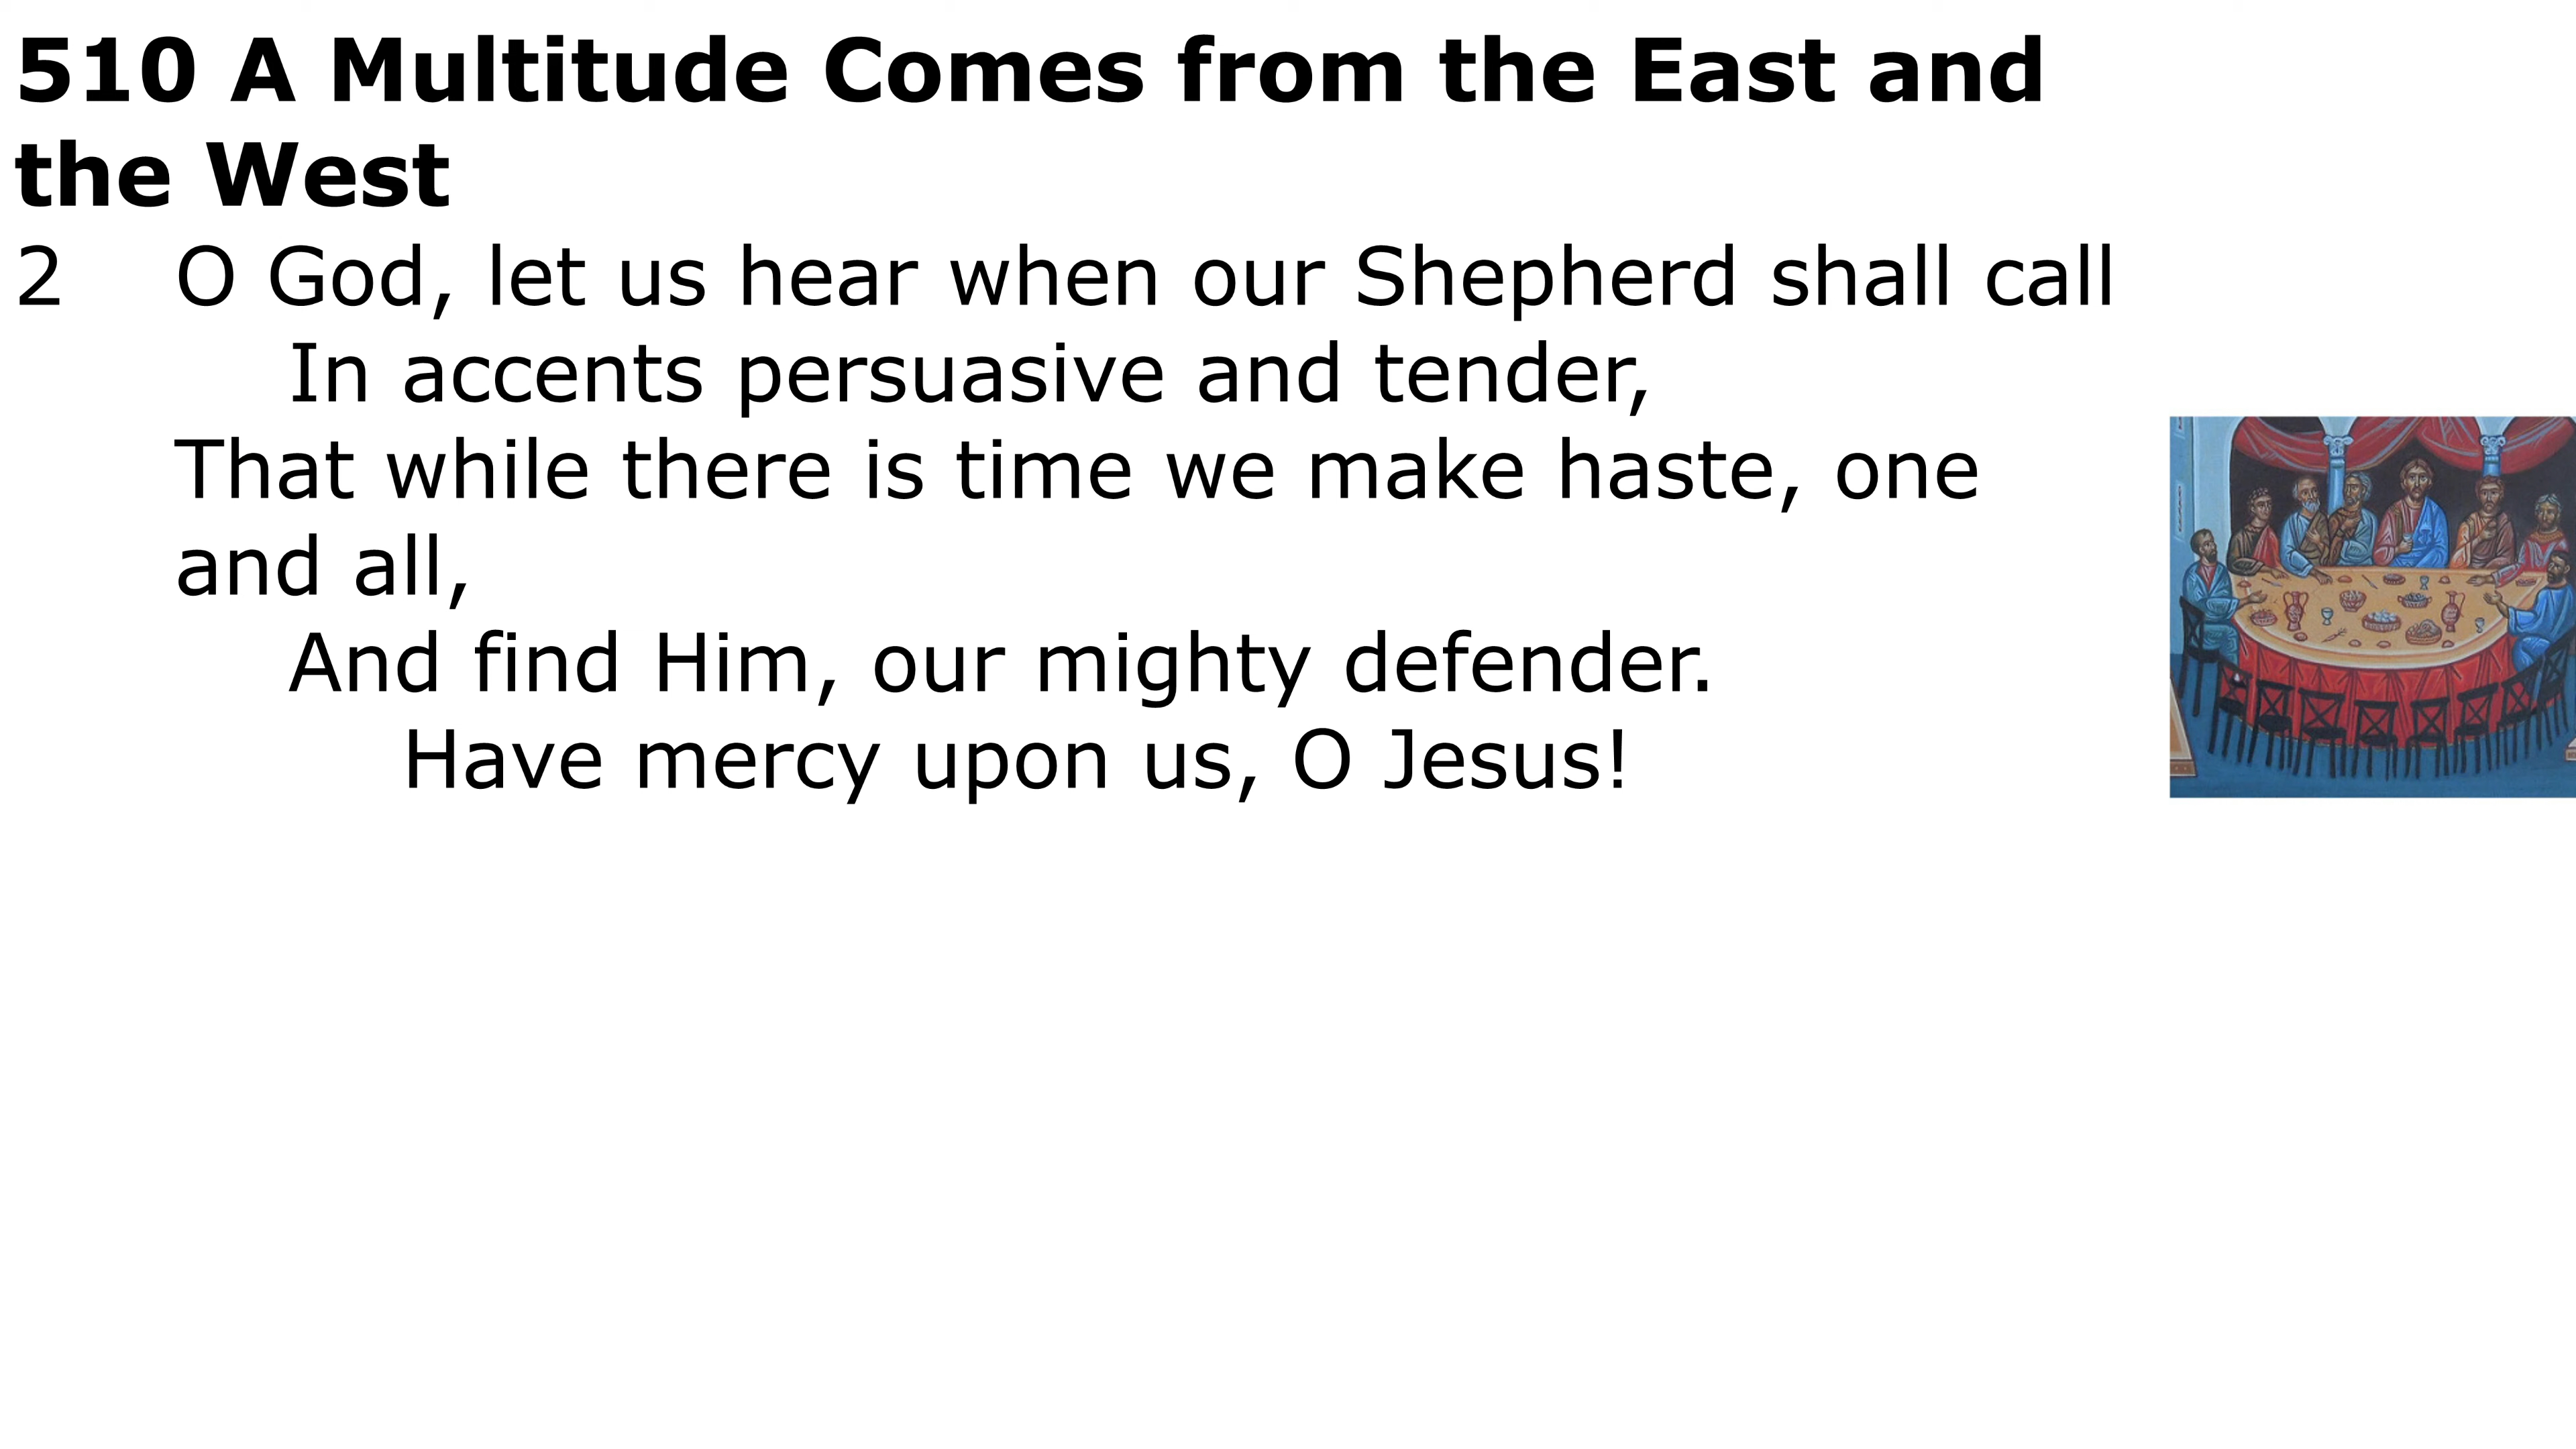 510 A Multitude Comes from the East and
the West
2 O God, let us hear when our Shepherd shall call
In accents persuasive and tender,
That while there is time we make haste, one
and all,
And find Him, our mighty defender.
Have mercy upon us, O Jesus!